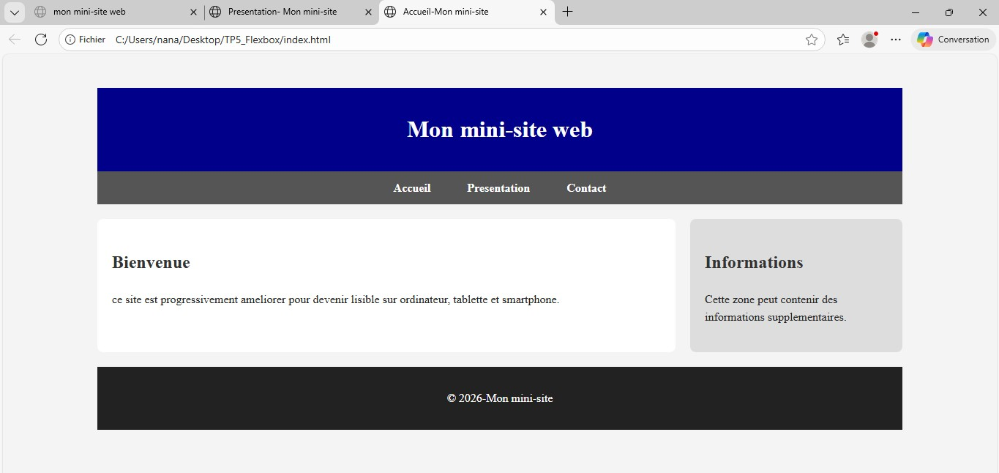 mon mini-site web
Presentation- Mon mini-site
Accueil-Mon mini-site
Fichier C:/Users/nana/Desktop/TP5_Flexbox/index.html
Conversation
Mon mini-site web
Accueil Presentation Contact
Bienvenue
ce site est progressivement ameliorer pour devenir lisible sur ordinateur, tablette et smartphone.
Informations
Cette zone peut contenir des
informations supplementaires.
© 2026-Mon mini-site